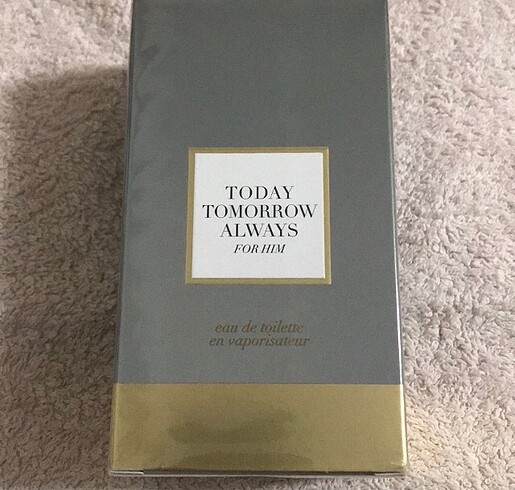 TODAY
TOMORROW
ALWAYS
FOR HIM
eau de toilette
en vaporisateur